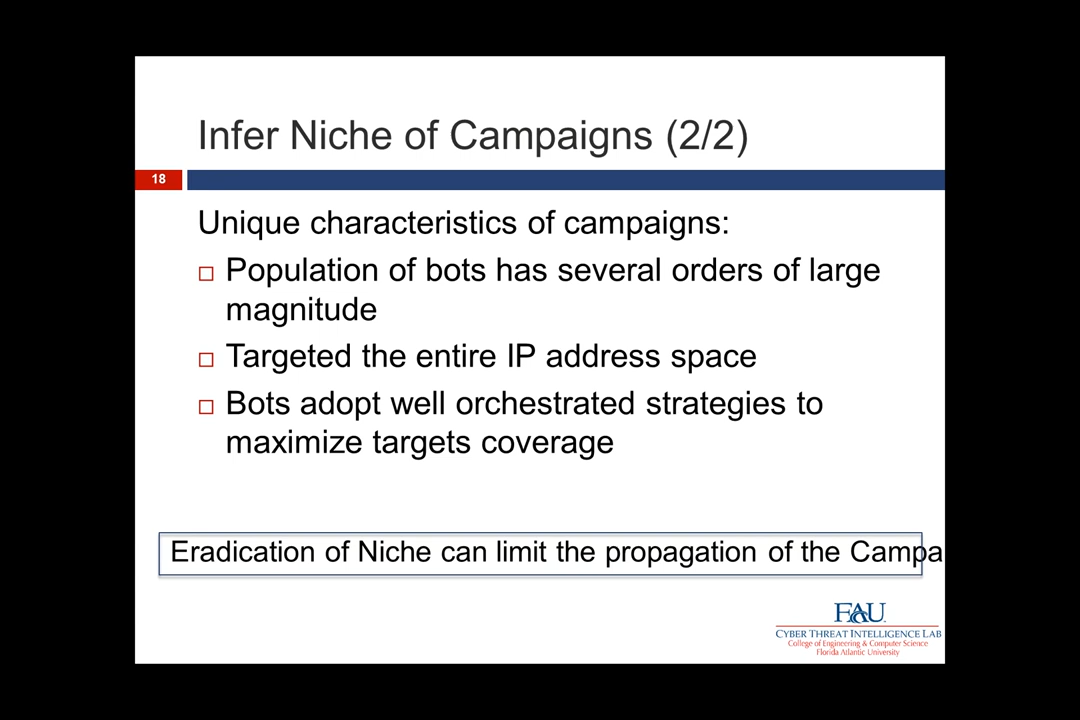 Infer Niche of Campaigns (2/2)
18
Unique characteristics of campaigns:
Population of bots has several orders of large
magnitude
Targeted the entire IP address space
Bots adopt well orchestrated strategies to
maximize targets coverage
Eradication of Niche can limit the propagation of the Campa
FAU
CYBER THREAT INTELLIGENCE LAB
College of Engineering & Computer Science
Florida Atlantic University